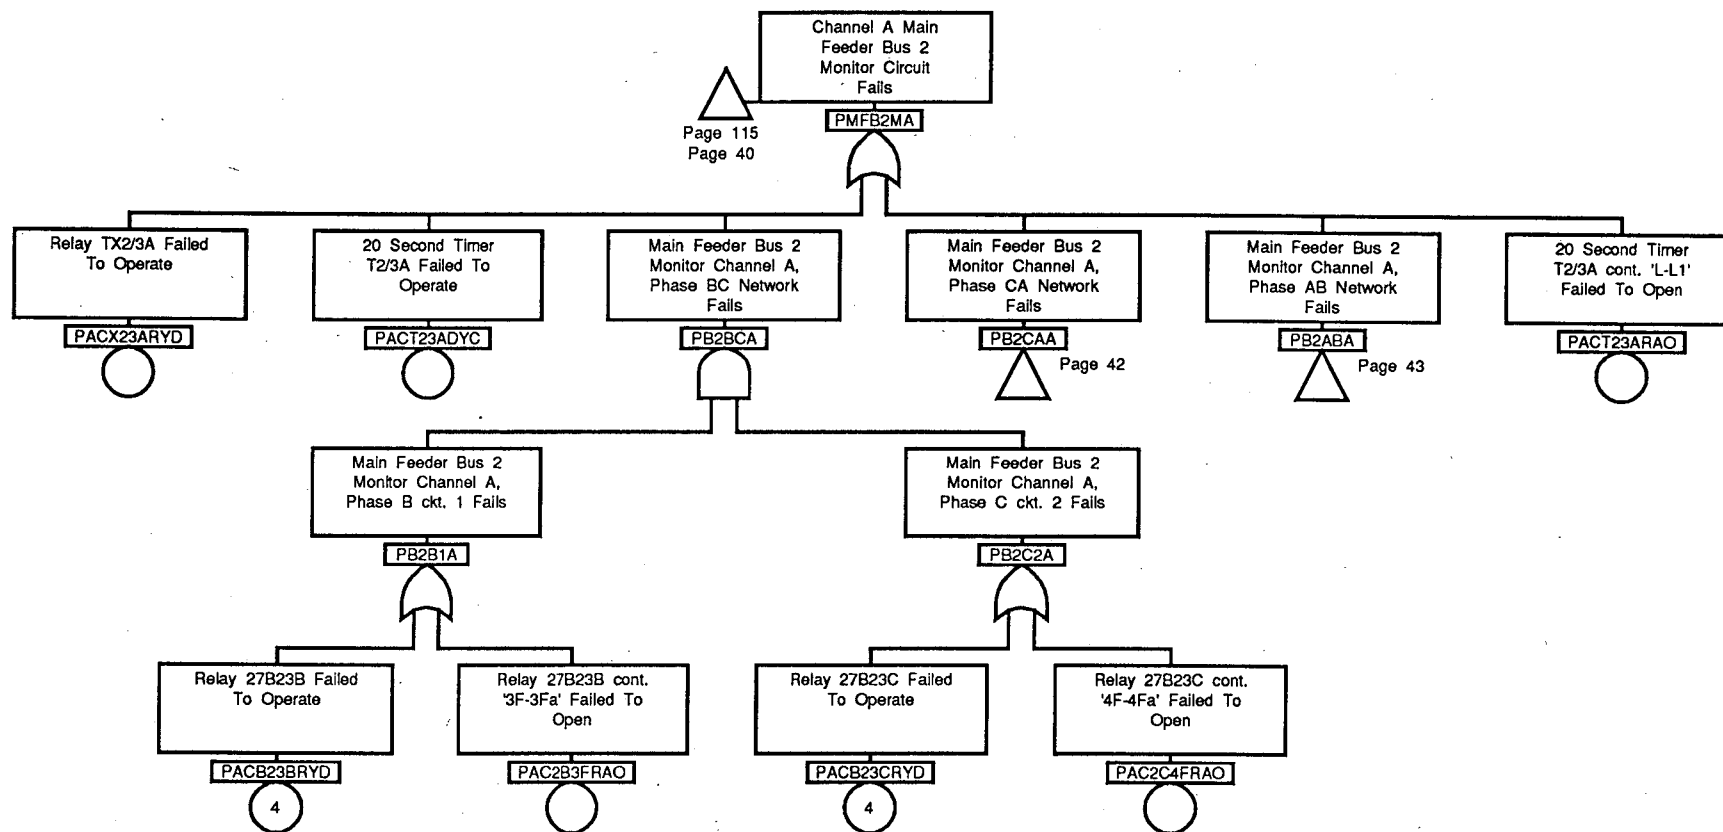 Channel A Main
Feeder Bus 2
Monitor Circuit
Fails
Page 115
Page 40
PMFB2MA
Relay TX2/3A Failed
To Operate
PACX23ARYD
20 Second Timer
T2/3A Failed To
Operate
PACT23ADYC
Main Feeder Bus 2
Monitor Channel A,
Phase BC Network
Fails
PB2BCA
Main Feeder Bus 2
Monitor Channel A,
Phase CA Network
Fails
PB2CAA
Page 42
Main Feeder Bus 2
Monitor Channel A,
Phase AB Network
Fails
PB2ABA
Page 43
20 Second Timer
T2/3A cont. 'L-L1'
Failed To Open
PACT23ARAO
Main Feeder Bus 2
Monitor Channel A,
Phase B ckt. 1 Fails
PB2B1A
Main Feeder Bus 2
Monitor Channel A,
Phase C ckt. 2 Fails
PB2C2A
Relay 27B23B Failed
To Operate
PACB23BRYD
4
Relay 27B23B cont.
'3F-3Fa' Failed To
Open
PAC2B3FRAO
Relay 27B23C Failed
To Operate
PACB23CRYD
4
Relay 27B23C cont.
'4F-4Fa' Failed To
Open
PAC2C4FRAO